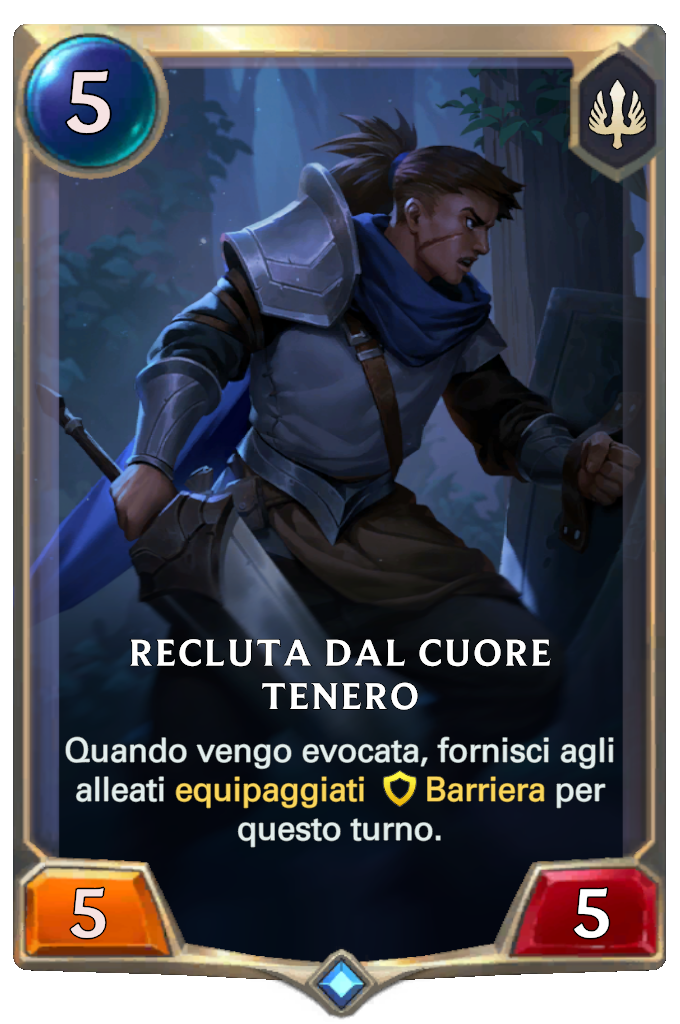 5
RECLUTA DAL CUORE
TENERO
Quando vengo evocata, fornisci agli
alleati equipaggiati Barriera per
questo turno.
5
5